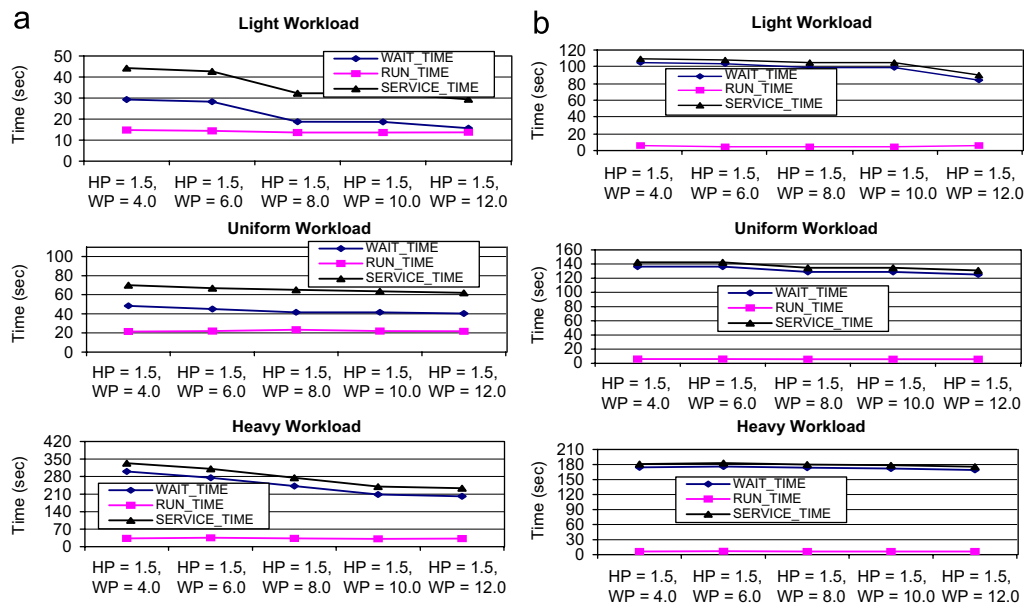 a
Light Workload
Time (sec)
50
40
30
20
10
0
WAIT_TIME
RUN_TIME
SERVICE_TIME
HP = 1.5, HP = 1.5, HP = 1.5, HP = 1.5, HP = 1.5,
WP = 4.0 WP = 6.0 WP = 8.0 WP = 10.0 WP = 12.0
Uniform Workload
Time (sec)
100
80
60
40
20
0
WAIT_TIME
RUN_TIME
SERVICE_TIME
HP = 1.5, HP = 1.5, HP = 1.5, HP = 1.5, HP = 1.5,
WP = 4.0 WP = 6.0 WP = 8.0 WP = 10.0 WP = 12.0
Heavy Workload
Time (sec)
420
350
280
210
140
70
0
WAIT_TIME
RUN_TIME
SERVICE_TIME
HP = 1.5, HP = 1.5, HP = 1.5, HP = 1.5, HP = 1.5,
WP = 4.0 WP = 6.0 WP = 8.0 WP = 10.0 WP = 12.0
b
Light Workload
Time (sec)
120
100
80
60
40
20
0
WAIT_TIME
RUN_TIME
SERVICE_TIME
HP = 1.5, HP = 1.5, HP = 1.5, HP = 1.5, HP = 1.5,
WP = 4.0 WP = 6.0 WP = 8.0 WP = 10.0 WP = 12.0
Uniform Workload
Time (sec)
160
140
120
100
80
60
40
20
0
WAIT_TIME
RUN_TIME
SERVICE_TIME
HP = 1.5, HP = 1.5, HP = 1.5, HP = 1.5, HP = 1.5,
WP = 4.0 WP = 6.0 WP = 8.0 WP = 10.0 WP = 12.0
Heavy Workload
Time (sec)
210
180
150
120
90
60
30
0
WAIT_TIME
RUN_TIME
SERVICE_TIME
HP = 1.5, HP = 1.5, HP = 1.5, HP = 1.5, HP = 1.5,
WP = 4.0 WP = 6.0 WP = 8.0 WP = 10.0 WP = 12.0